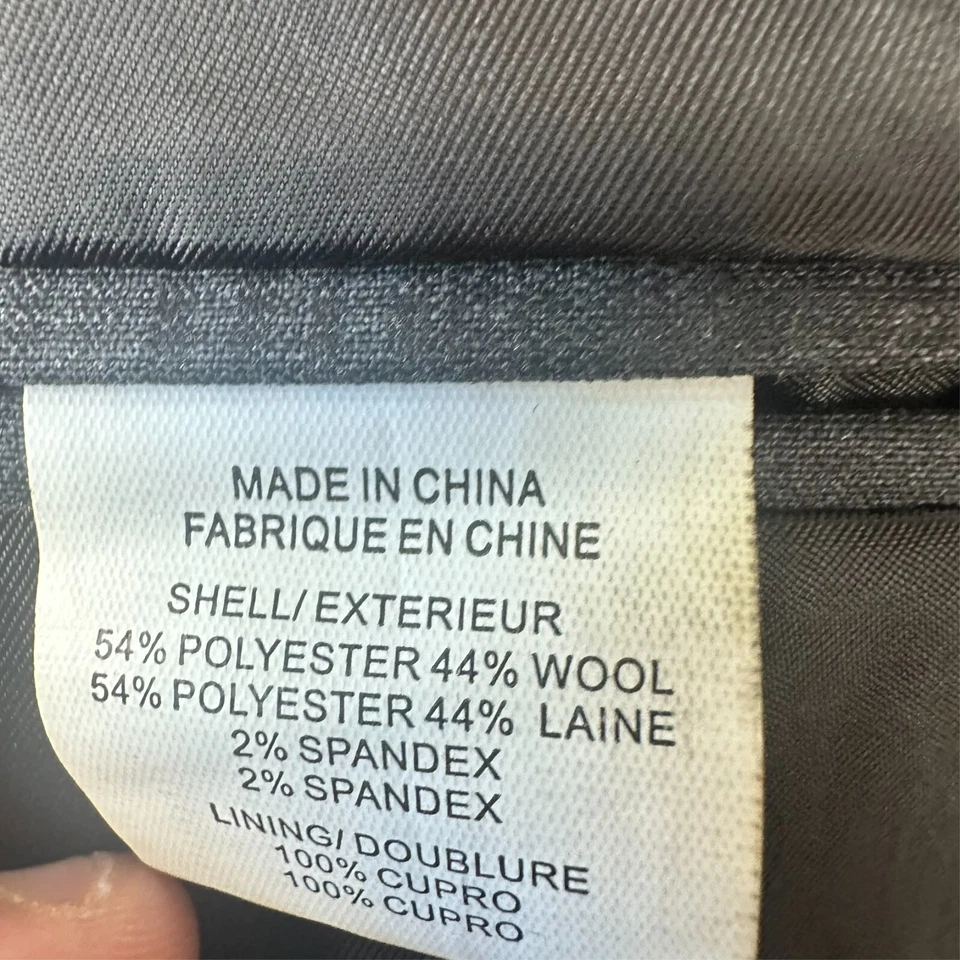 MADE IN CHINA
FABRIQUE EN CHINE
SHELL/ EXTERIEUR
54% POLYESTER 44% WOOL
54% POLYESTER 44% LAINE
2% SPANDEX
2% SPANDEX
LINING/ DOUBLURE
100% CUPRO
100% CUPRO